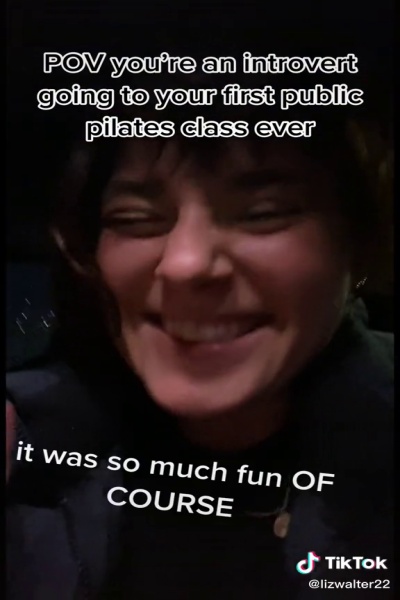 POV you're an introvert
going to your first public
pilates class ever
it was so much fun OF
COURSE
TikTok
@lizwalter22